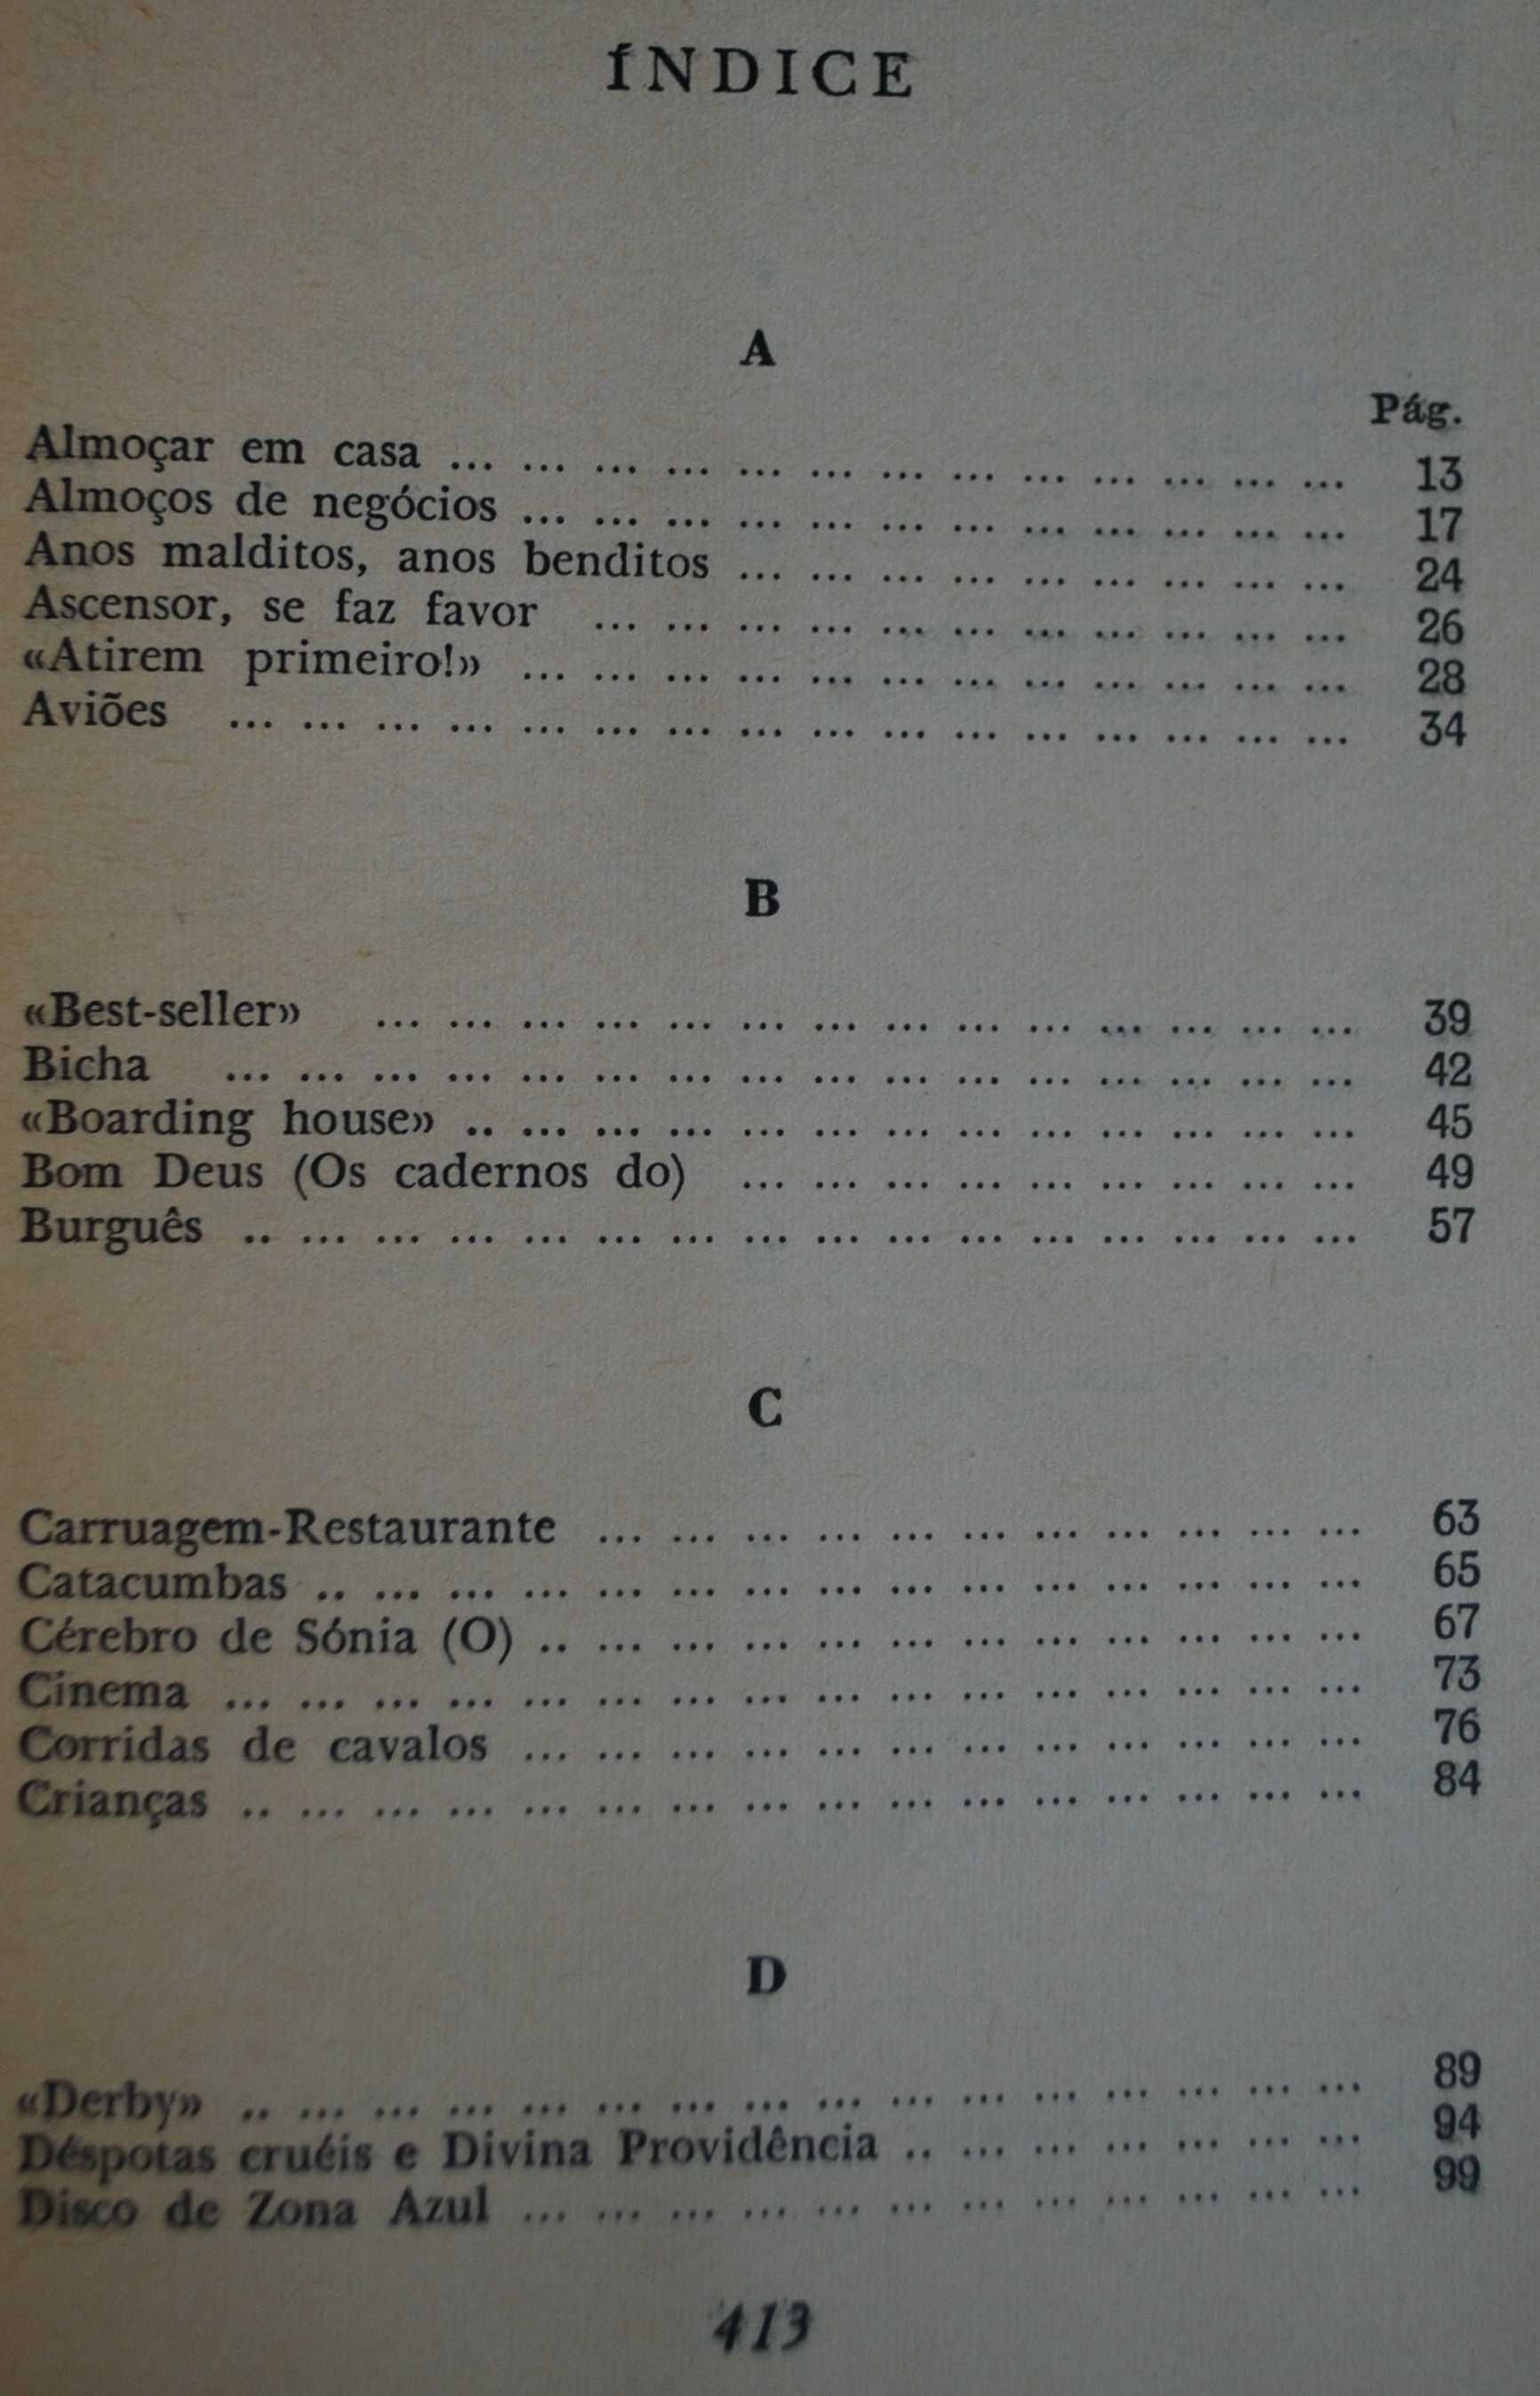 ÍNDICE
A
Pág.
Almoçar em casa ... ... ... ... ... ... ... ... ... ... ... ... ... 13
Almoços de negócios ... ... ... ... ... ... ... ... ... ... ... ... 17
Anos malditos, anos benditos ... ... ... ... ... ... ... ... ... 24
Ascensor, se faz favor ... ... ... ... ... ... ... ... ... ... ... 26
«Atirem primeiro!» ... ... ... ... ... ... ... ... ... ... ... ... 28
Aviões ... ... ... ... ... ... ... ... ... ... ... ... ... ... ... ... 34
B
«Best-seller» ... ... ... ... ... ... ... ... ... ... ... ... ... ... 39
Bicha ... ... ... ... ... ... ... ... ... ... ... ... ... ... ... ... 42
«Boarding house» .. ... ... ... ... ... ... ... ... ... ... ... ... 45
Bom Deus (Os cadernos do) ... ... ... ... ... ... ... ... ... 49
Burguês .. ... ... ... ... ... ... ... ... ... ... ... ... ... ... ... 57
C
Carruagem-Restaurante ... ... ... ... ... ... ... ... ... ... ... 63
Catacumbas .. ... ... ... ... ... ... ... ... ... ... ... ... ... ... 65
Cérebro de Sónia (O) .. ... ... ... ... ... ... ... ... ... ... ... 67
Cinema ... ... ... ... ... ... ... ... ... ... ... ... ... ... ... ... 73
Corridas de cavalos ... ... ... ... ... ... ... ... ... ... ... ... 76
Crianças .. ... ... ... ... ... ... ... ... ... ... ... ... ... ... ... 84
D
«Derby» .. ... ... ... ... ... ... ... ... ... ... ... ... ... ... ... 89
Déspotas cruéis e Divina Providência .. ... ... ... ... ... ... 94
Disco de Zona Azul ... ... ... ... ... ... ... ... ... ... ... ... 99
413